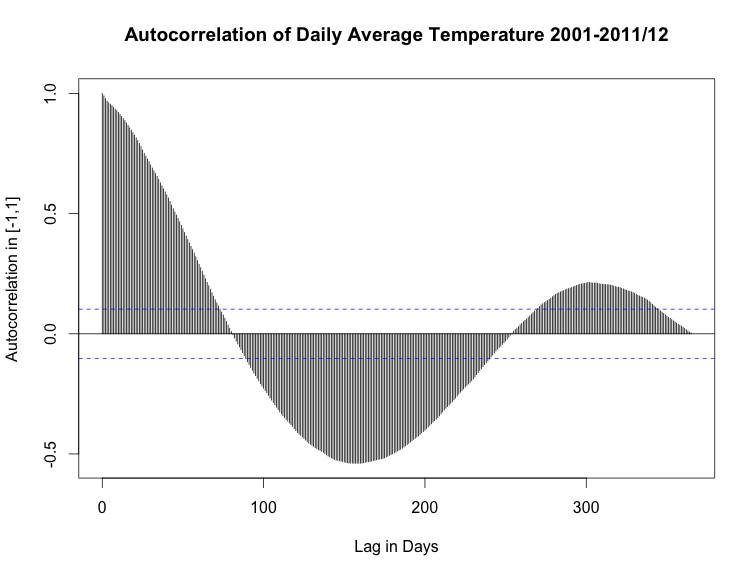 Autocorrelation of Daily Average Temperature 2001-2011/12
Autocorrelation in [-1,1]
1.0
0.5
0.0
-0.5
0 100 200 300
Lag in Days